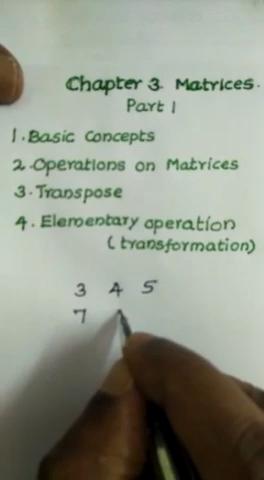 Chapter 3. Matrices.
Part 1
1. Basic Concepts
2. Operations on Matrices
3. Transpose
4. Elementary operation
(transformation)
3 4 5
7